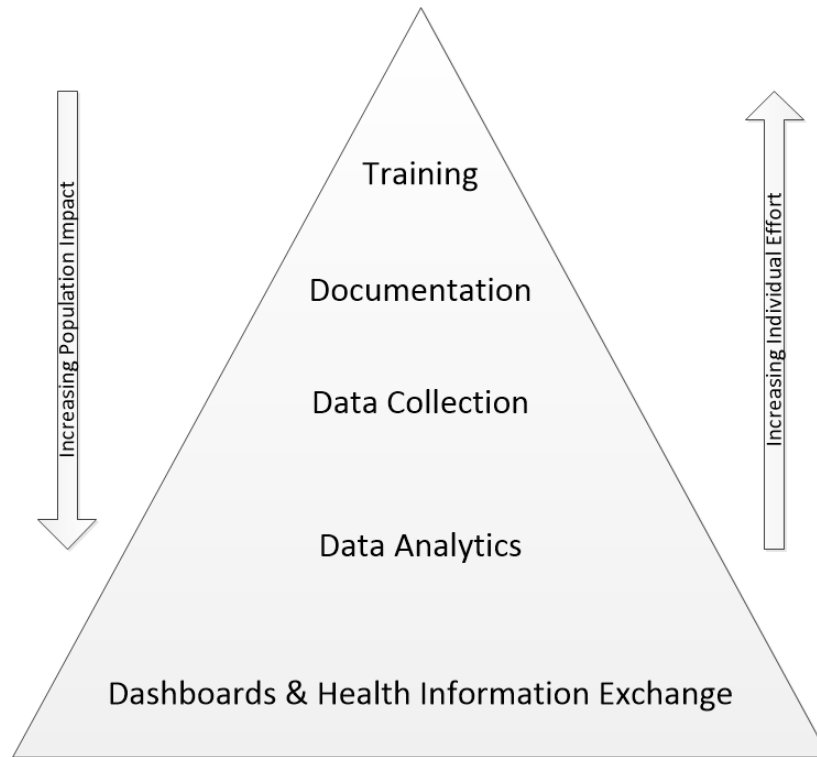 Training
Documentation
Data Collection
Data Analytics
Dashboards & Health Information Exchange
Increasing Population Impact
Increasing Individual Effort